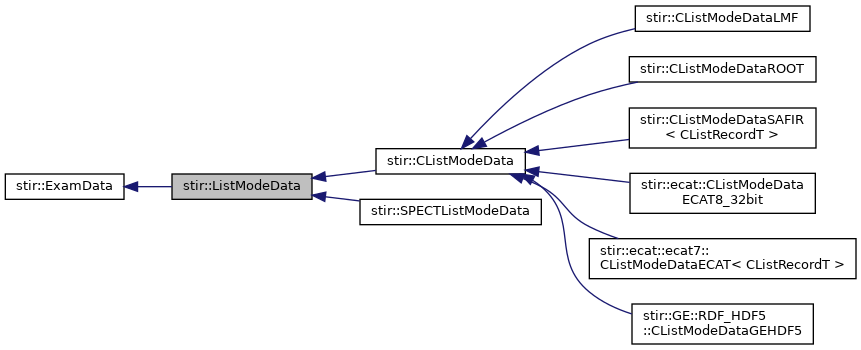 stir::CListModeDataLMF
stir::CListModeDataROOT
stir::CListModeDataSAFIR
< CListRecordT >
stir::CListModeData
stir::ExamData
stir::ListModeData
stir::ecat::CListModeData
ECAT8_32bit
stir::SPECTListModeData
stir::ecat::ecat7::
CListModeDataECAT< CListRecordT >
stir::GE::RDF_HDF5
::CListModeDataGEHDF5